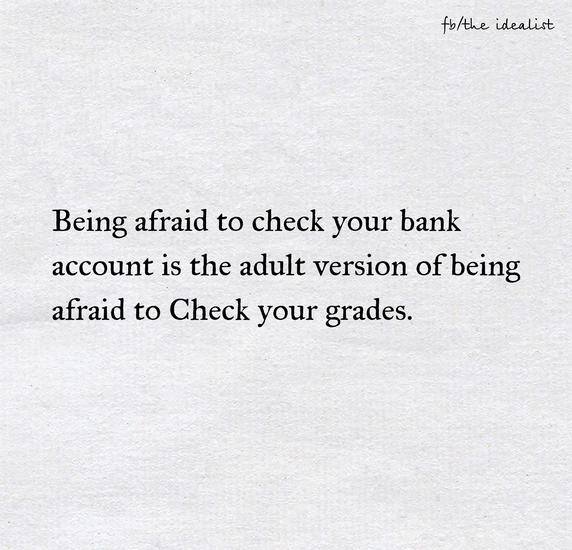 fb/the idealist
Being afraid to check your bank
account is the adult version of being
afraid to Check your grades.